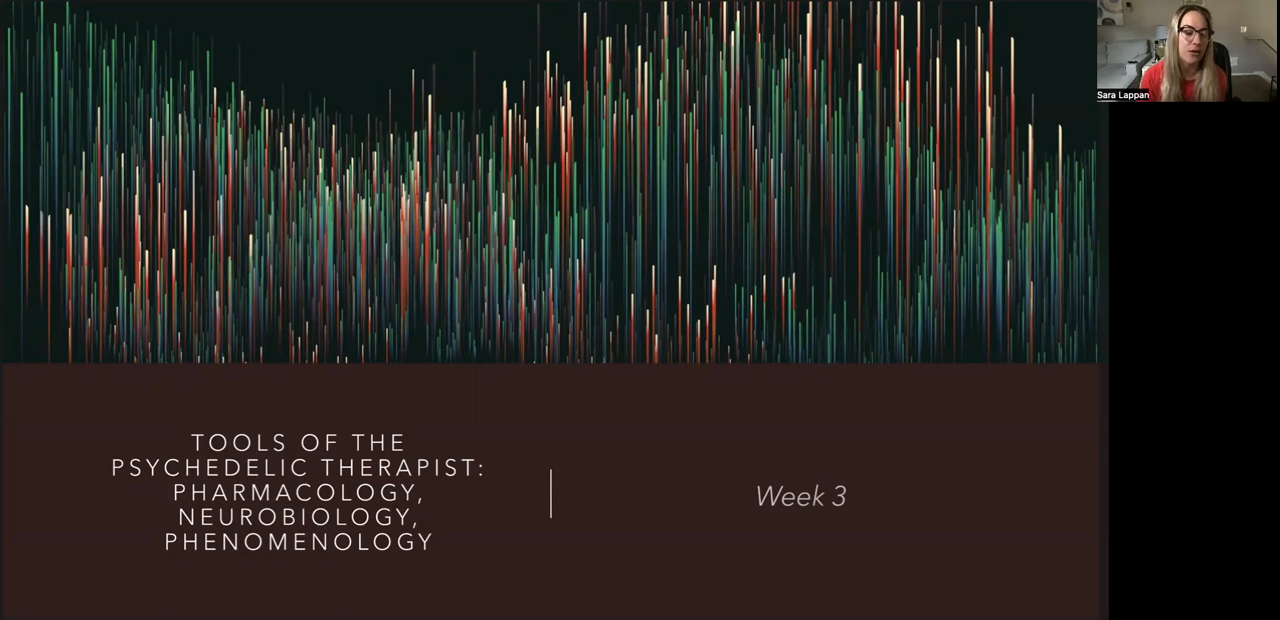 Sara Lappan
TOOLS OF THE
PSYCHEDELIC THERAPIST:
PHARMACOLOGY,
NEUROBIOLOGY,
PHENOMENOLOGY
Week 3